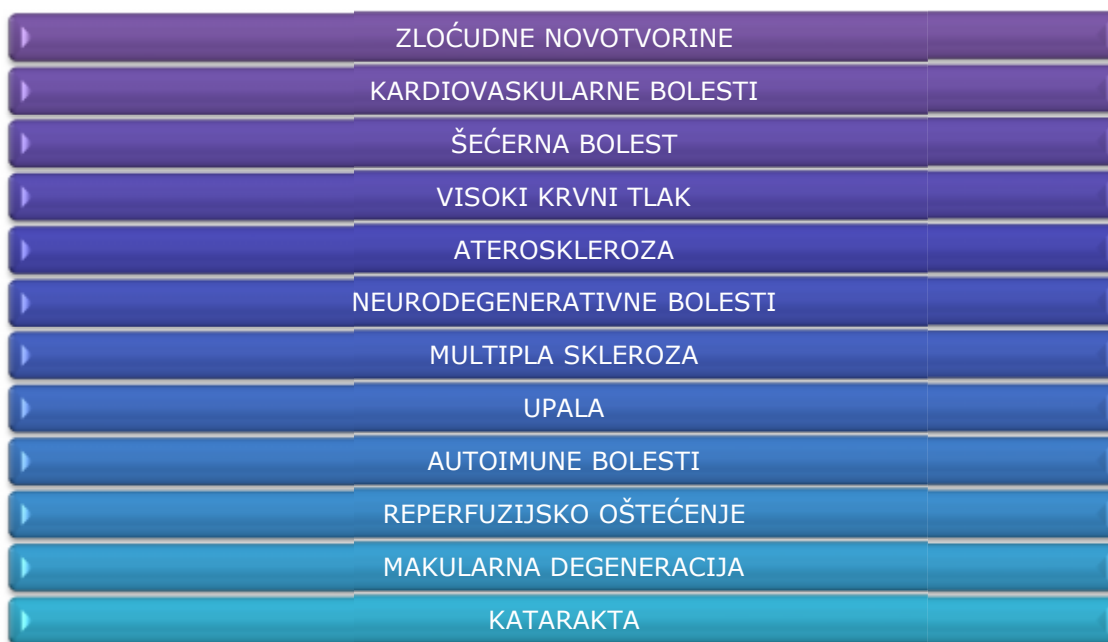 ZLOĆUDNE NOVOTVORINE
KARDIOVASKULARNE BOLESTI
ŠEĆERNA BOLEST
VISOKI KRVNI TLAK
ATEROSKLEROZA
NEURODEGENERATIVNE BOLESTI
MULTIPLA SKLEROZA
UPALA
AUTOIMUNE BOLESTI
REPERFUZIJSKO OŠTEĆENJE
MAKULARNA DEGENERACIJA
KATARAKTA